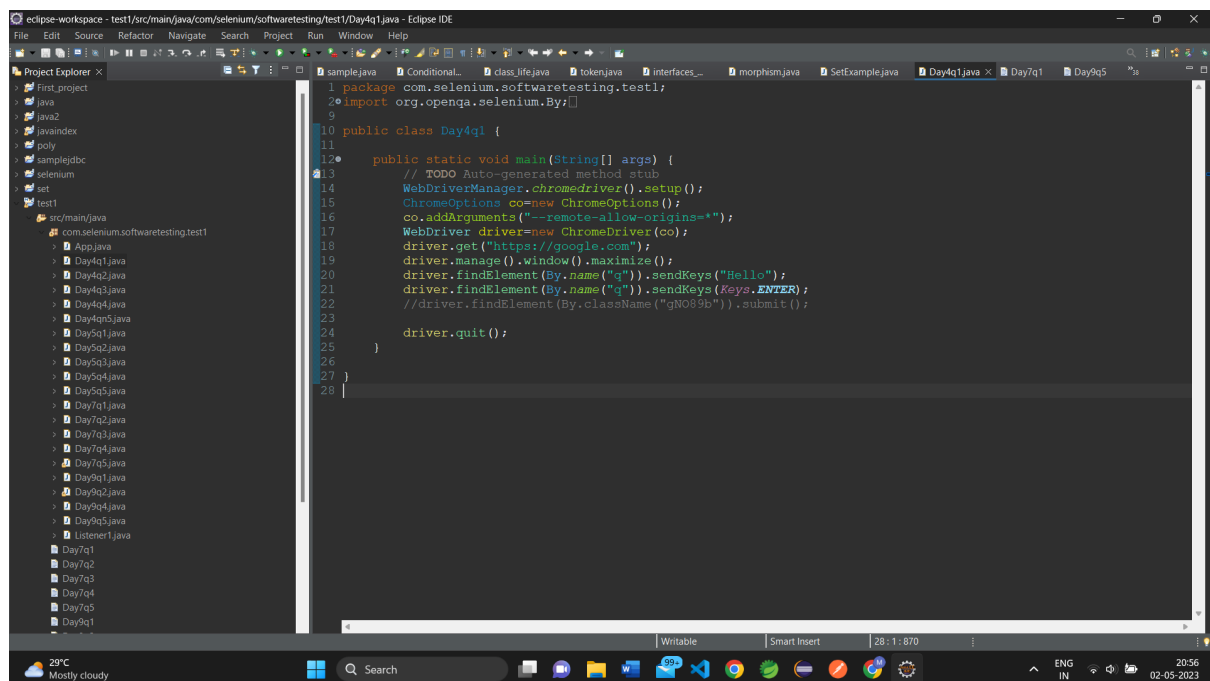 eclipse-workspace - test1/src/main/java/com/selenium/softwaretesting/test1/Day4q1.java - Eclipse IDE
File Edit Source Refactor Navigate Search Project Run Window Help
Project Explorer
sample.java Conditional... class_life.java token.java interfaces_... morphism.java SetExample.java Day4q1.java Day7q1 Day9q5 »38
First_project
java
java2
javaindex
poly
samplejdbc
selenium
set
test1
src/main/java
com.selenium.softwaretesting.test1
App.java
Day4q1.java
Day4q2.java
Day4q3.java
Day4q4.java
Day4qn5.java
Day5q1.java
Day5q2.java
Day5q3.java
Day5q4.java
Day5q5.java
Day7q1.java
Day7q2.java
Day7q3.java
Day7q4.java
Day7q5.java
Day9q1.java
Day9q2.java
Day9q4.java
Day9q5.java
Listener1.java
Day7q1
Day7q2
Day7q3
Day7q4
Day7q5
Day9q1
1 package com.selenium.softwaretesting.test1;
2 import org.openqa.selenium.By;
9
10 public class Day4q1 {
11
12 public static void main(String[] args) {
13 // TODO Auto-generated method stub
14 WebDriverManager.chromedriver().setup();
15 ChromeOptions co=new ChromeOptions();
16 co.addArguments("--remote-allow-origins=*");
17 WebDriver driver=new ChromeDriver(co);
18 driver.get("https://google.com");
19 driver.manage().window().maximize();
20 driver.findElement(By.name("q")).sendKeys("Hello");
21 driver.findElement(By.name("q")).sendKeys(Keys.ENTER);
22 //driver.findElement(By.className("gNO89b")).submit();
23
24 driver.quit();
25 }
26
27 }
28
Writable Smart Insert 28 : 1 : 870
29°C
Mostly cloudy
Search
99+
ENG
IN
20:56
02-05-2023